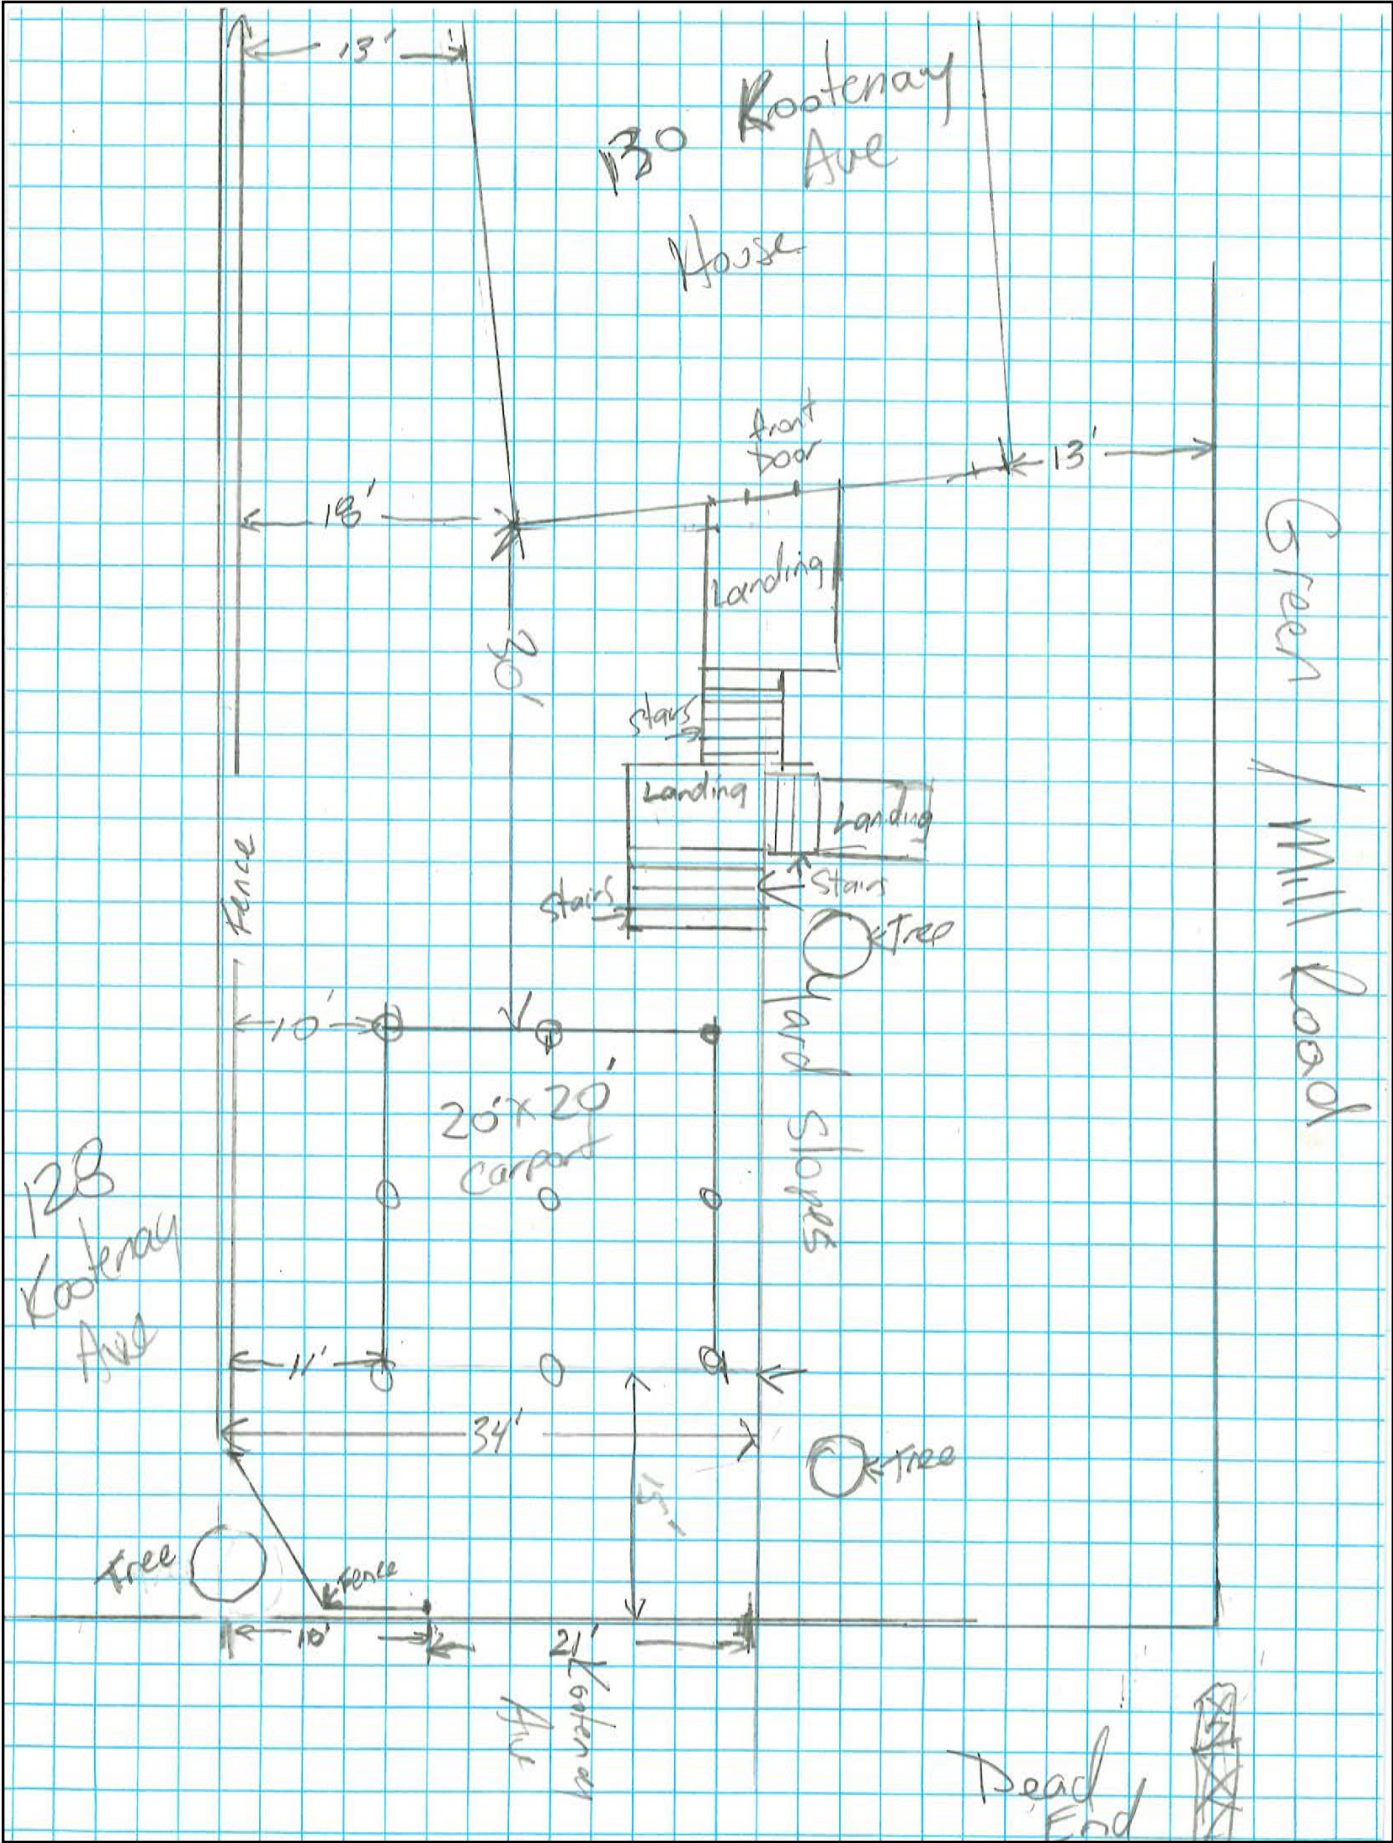 13'
130 Kootenay
Ave
House
front
Door
13'
18'
Landing
30'
Green / Mill Road
stairs
Landing
Landing
Fence
Stairs
stairs
Tree
Yard Slopes
10'
20'x20'
carport
128
Kootenay
Ave
11'
34'
15'
Tree
Tree
Fence
10'
21'
Kootenay
Ave
Dead
End